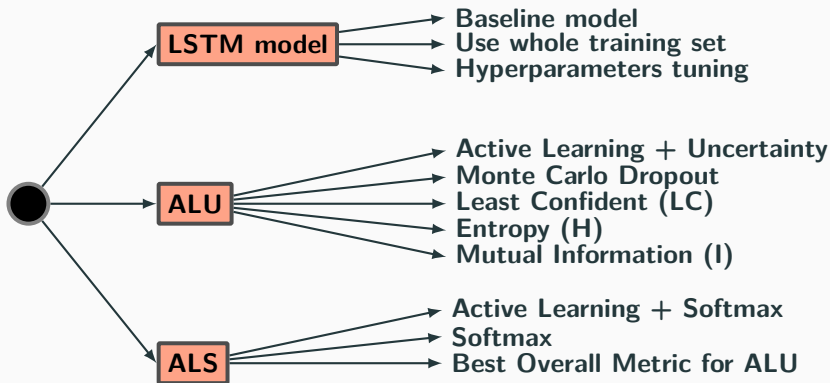 LSTM model
Baseline model
Use whole training set
Hyperparameters tuning
ALU
Active Learning + Uncertainty
Monte Carlo Dropout
Least Confident (LC)
Entropy (H)
Mutual Information (I)
ALS
Active Learning + Softmax
Softmax
Best Overall Metric for ALU